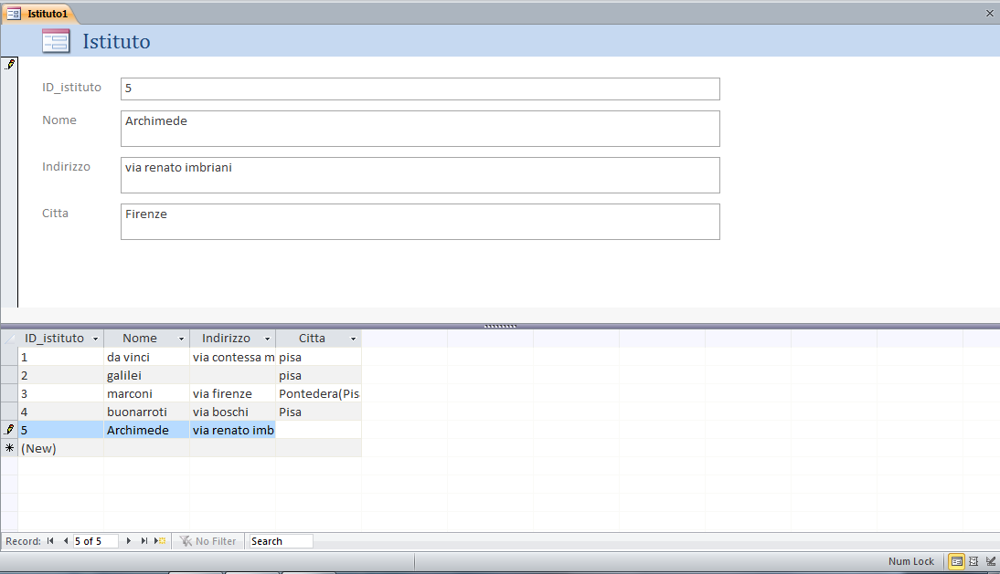 Istituto1
Istituto
ID_istituto 5
Nome Archimede
Indirizzo via renato imbriani
Citta Firenze
ID_istituto Nome Indirizzo Citta
1 da vinci via contessa m pisa
2 galilei pisa
3 marconi via firenze Pontedera(Pis
4 buonarroti via boschi Pisa
5 Archimede via renato imb
(New)
Record: 5 of 5 No Filter Search
Num Lock